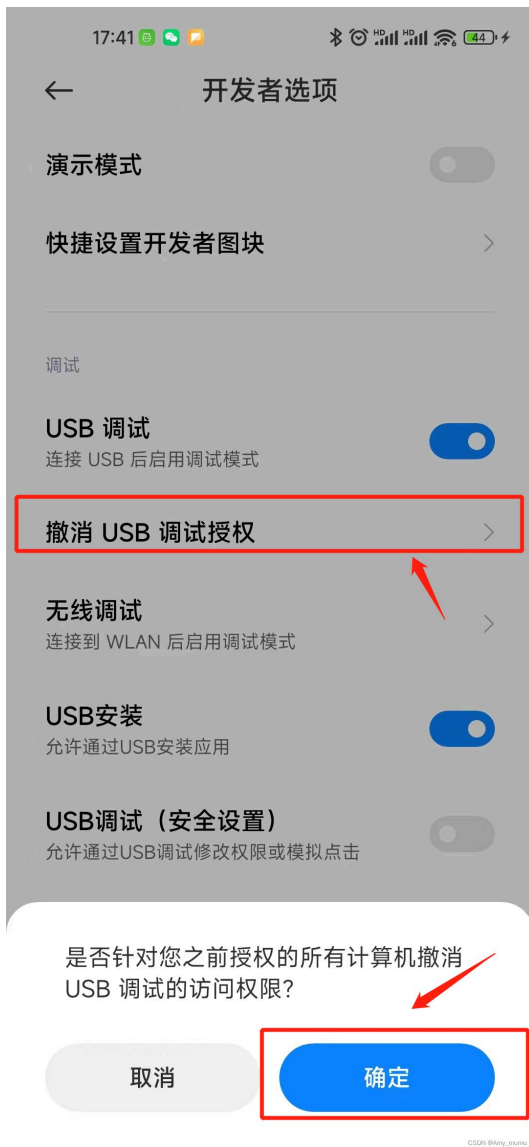 17:41
HD HD 44
开发者选项
演示模式
快捷设置开发者图块
调试
USB 调试
连接 USB 后启用调试模式
撤消 USB 调试授权
无线调试
连接到 WLAN 后启用调试模式
USB安装
允许通过USB安装应用
USB调试（安全设置）
允许通过USB调试修改权限或模拟点击
是否针对您之前授权的所有计算机撤消
USB 调试的访问权限？
取消
确定
CSDN @Amy_momo